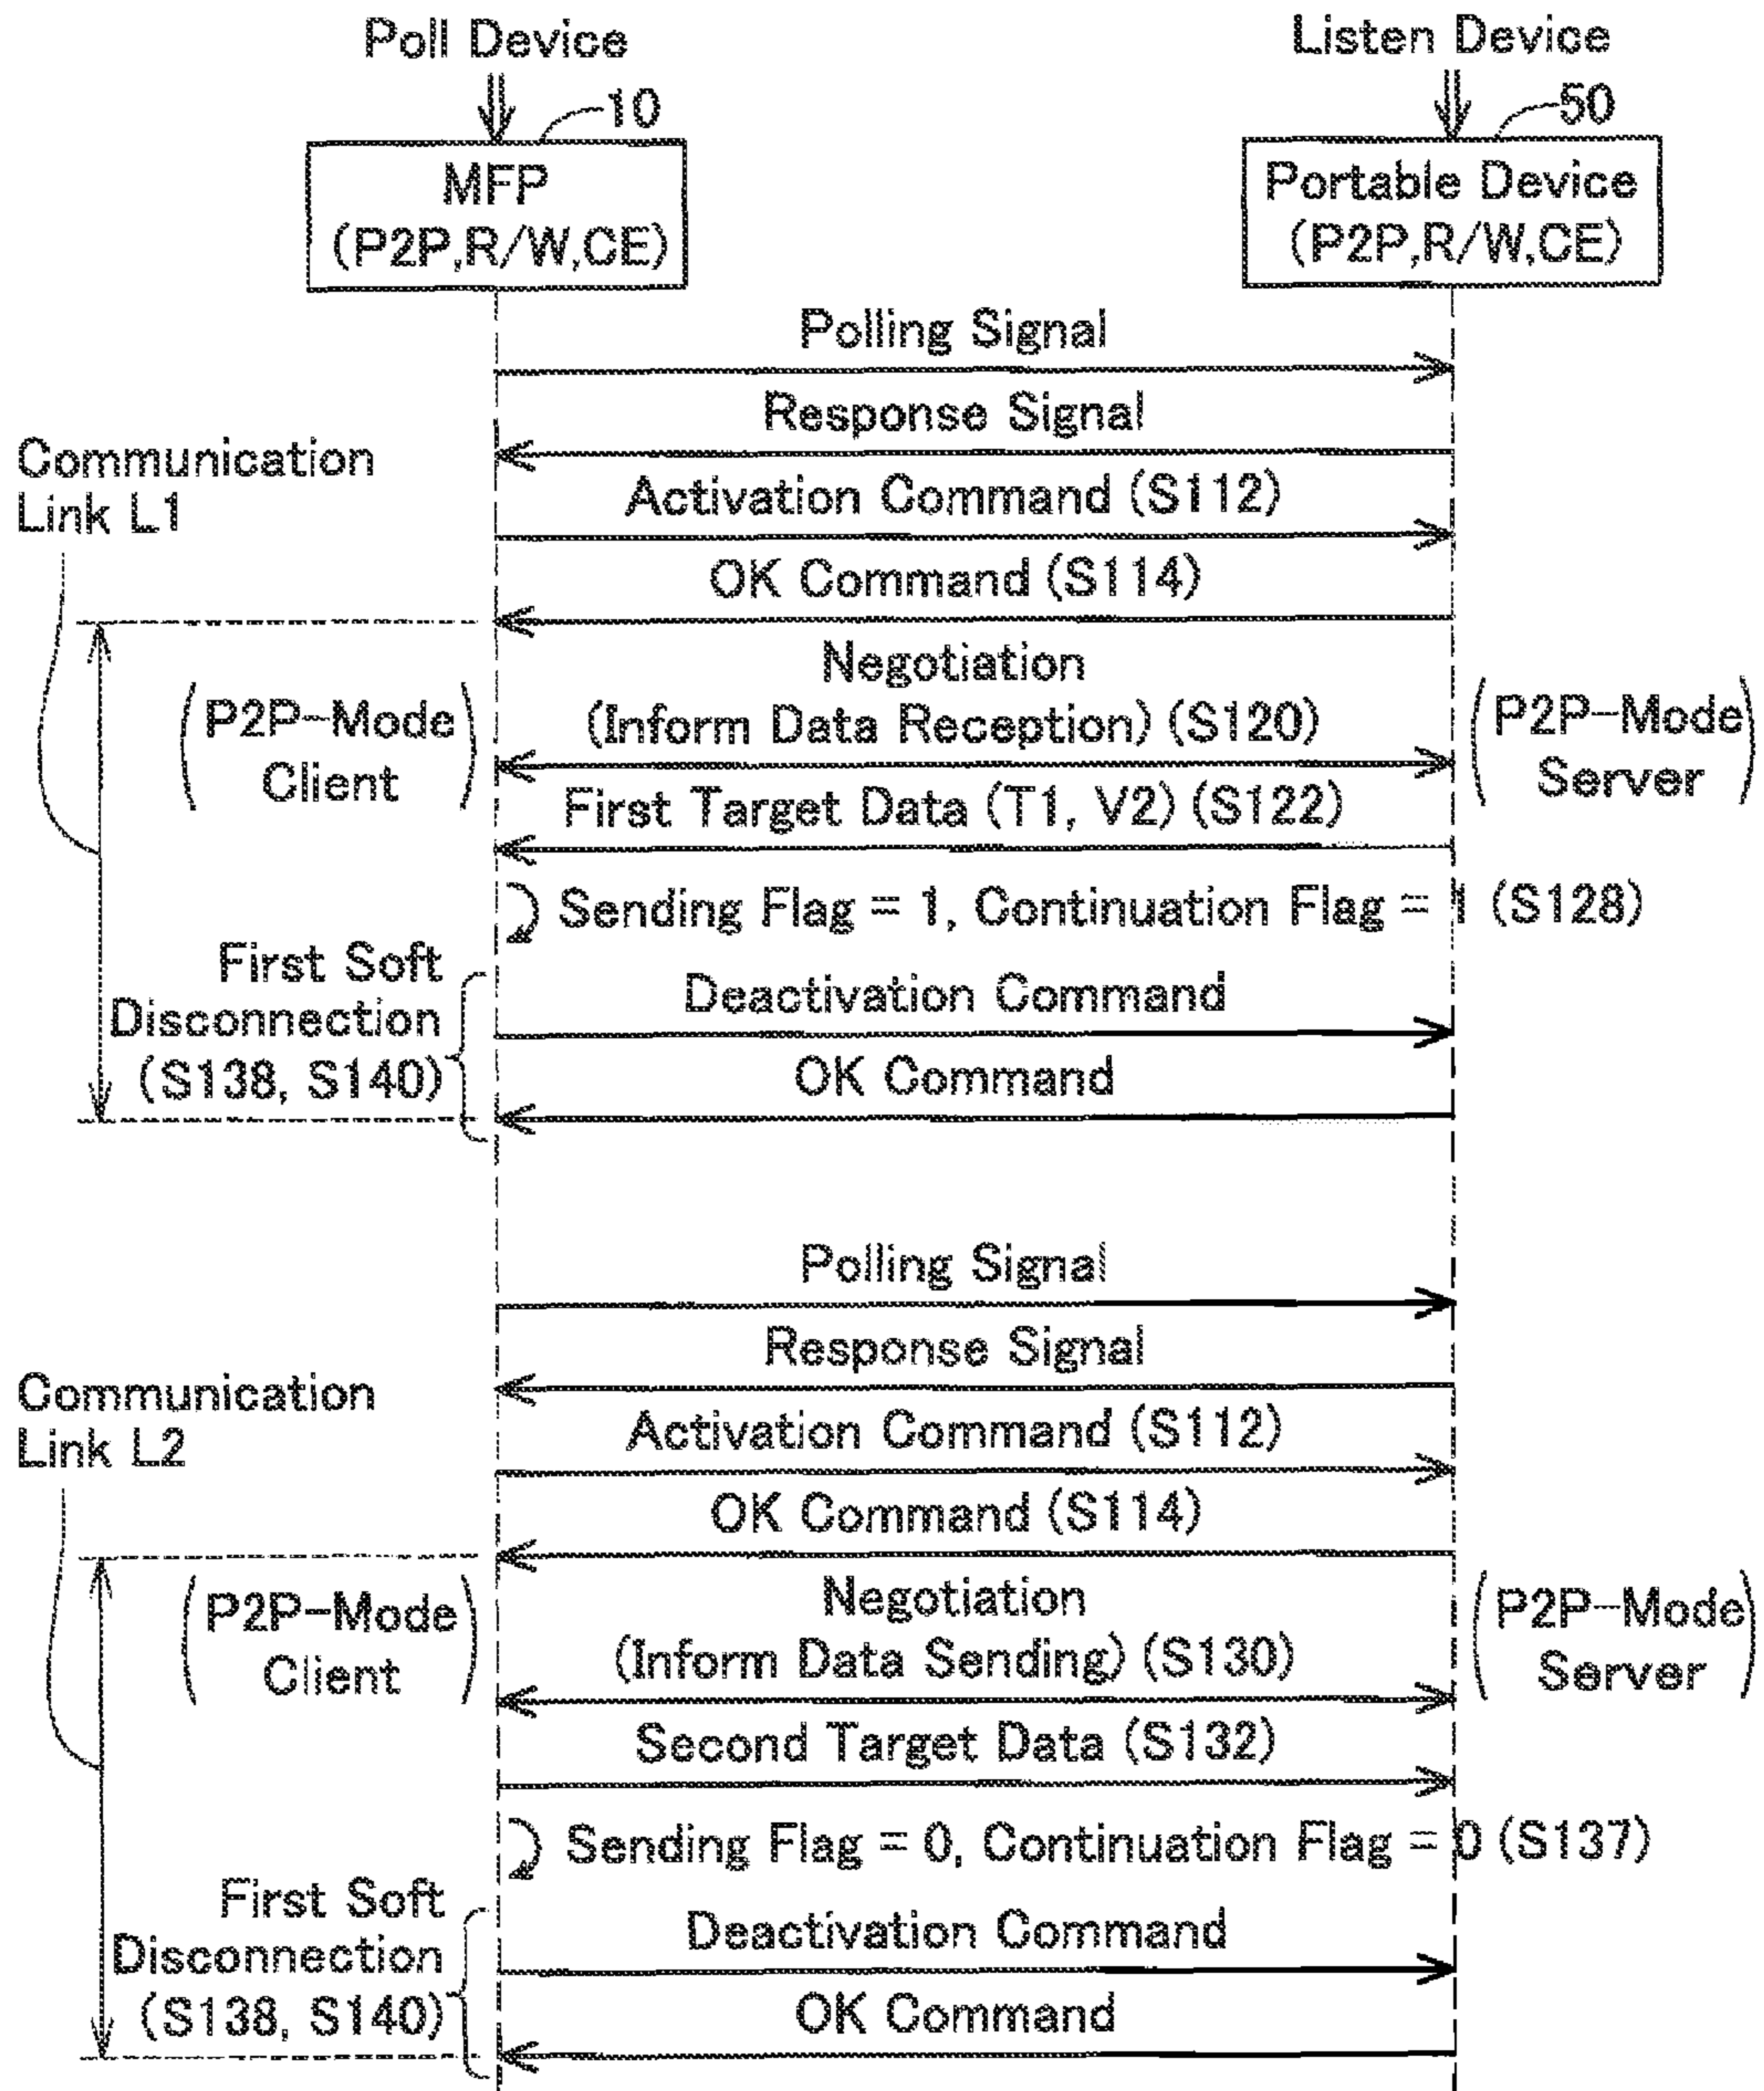 Poll Device
Listen Device
10
50
MFP
(P2P,R/W,CE)
Portable Device
(P2P,R/W,CE)
Polling Signal
Response Signal
Communication
Link L1
Activation Command (S112)
OK Command (S114)
Negotiation
(Inform Data Reception) (S120)
(P2P-Mode
Client)
(P2P-Mode
Server)
First Target Data (T1, V2) (S122)
Sending Flag = 1, Continuation Flag = 1 (S128)
First Soft
Disconnection
(S138, S140)
Deactivation Command
OK Command
Polling Signal
Response Signal
Communication
Link L2
Activation Command (S112)
OK Command (S114)
Negotiation
(Inform Data Sending) (S130)
(P2P-Mode
Client)
(P2P-Mode
Server)
Second Target Data (S132)
Sending Flag = 0, Continuation Flag = 0 (S137)
First Soft
Disconnection
(S138, S140)
Deactivation Command
OK Command